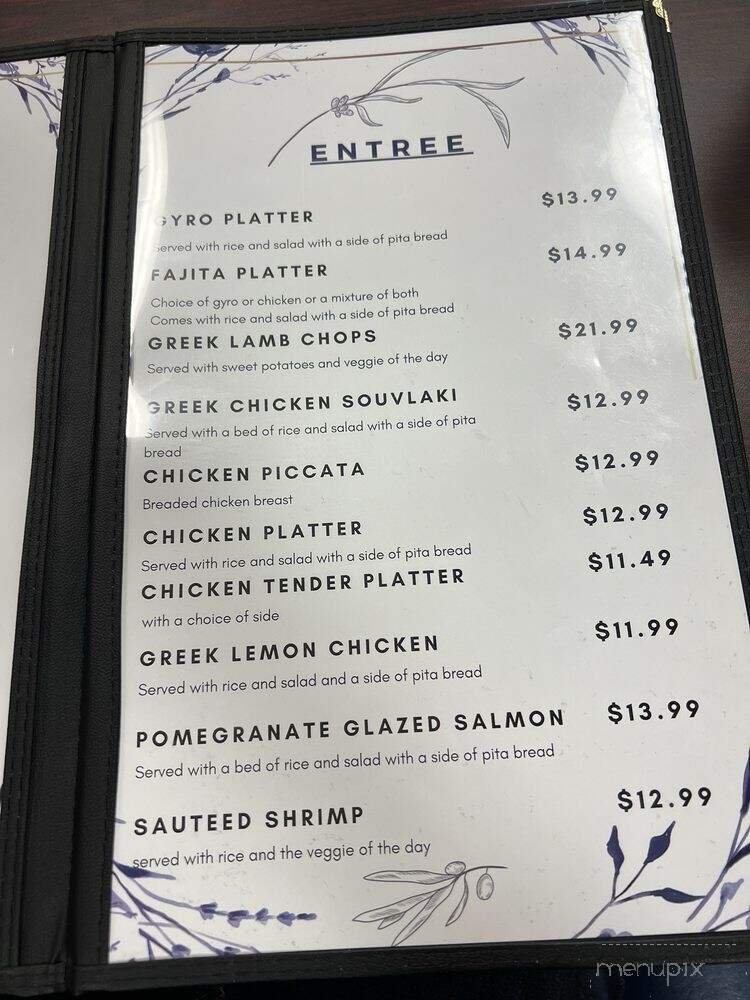 ENTREE
GYRO PLATTER $13.99
Served with rice and salad with a side of pita bread
FAJITA PLATTER $14.99
Choice of gyro or chicken or a mixture of both
Comes with rice and salad with a side of pita bread
GREEK LAMB CHOPS $21.99
Served with sweet potatoes and veggie of the day
GREEK CHICKEN SOUVLAKI $12.99
Served with a bed of rice and salad with a side of pita
bread
CHICKEN PICCATA $12.99
Breaded chicken breast
CHICKEN PLATTER $12.99
Served with rice and salad with a side of pita bread
CHICKEN TENDER PLATTER $11.49
with a choice of side
GREEK LEMON CHICKEN $11.99
Served with rice and salad and a side of pita bread
POMEGRANATE GLAZED SALMON $13.99
Served with a bed of rice and salad with a side of pita bread
SAUTEED SHRIMP $12.99
served with rice and the veggie of the day
menupix